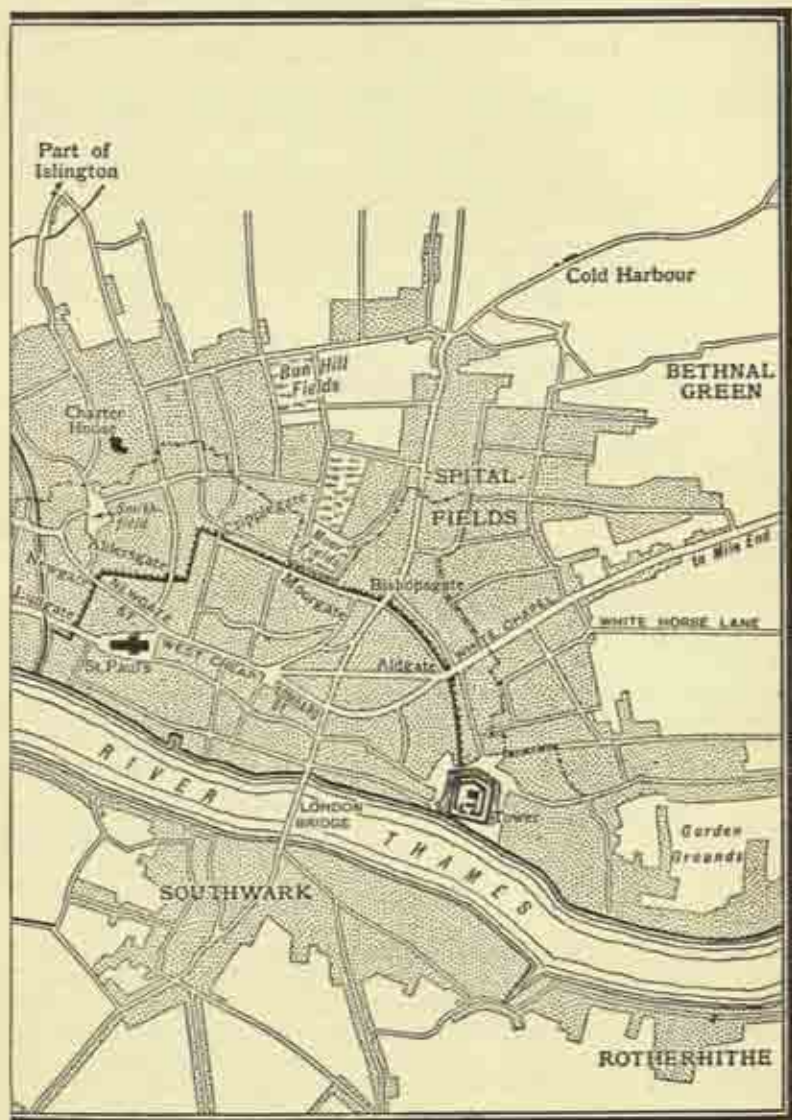 Part of
Islington
Cold Harbour
BETHNAL
GREEN
Bun Hill
Fields
Charter
House
SPITAL-
FIELDS
Smith-
field
Cripplegate
Moor
Fields
Aldersgate
Newgate
NEWGATE
ST
Ludgate
Moorgate
Bishopsgate
to Mile End
WHITE CHAPEL
WHITE HORSE LANE
St. Paul's
WEST CHEAP
Aldgate
RIVER
THAMES
LONDON
BRIDGE
Tower
Garden
Grounds
SOUTHWARK
ROTHERHITHE